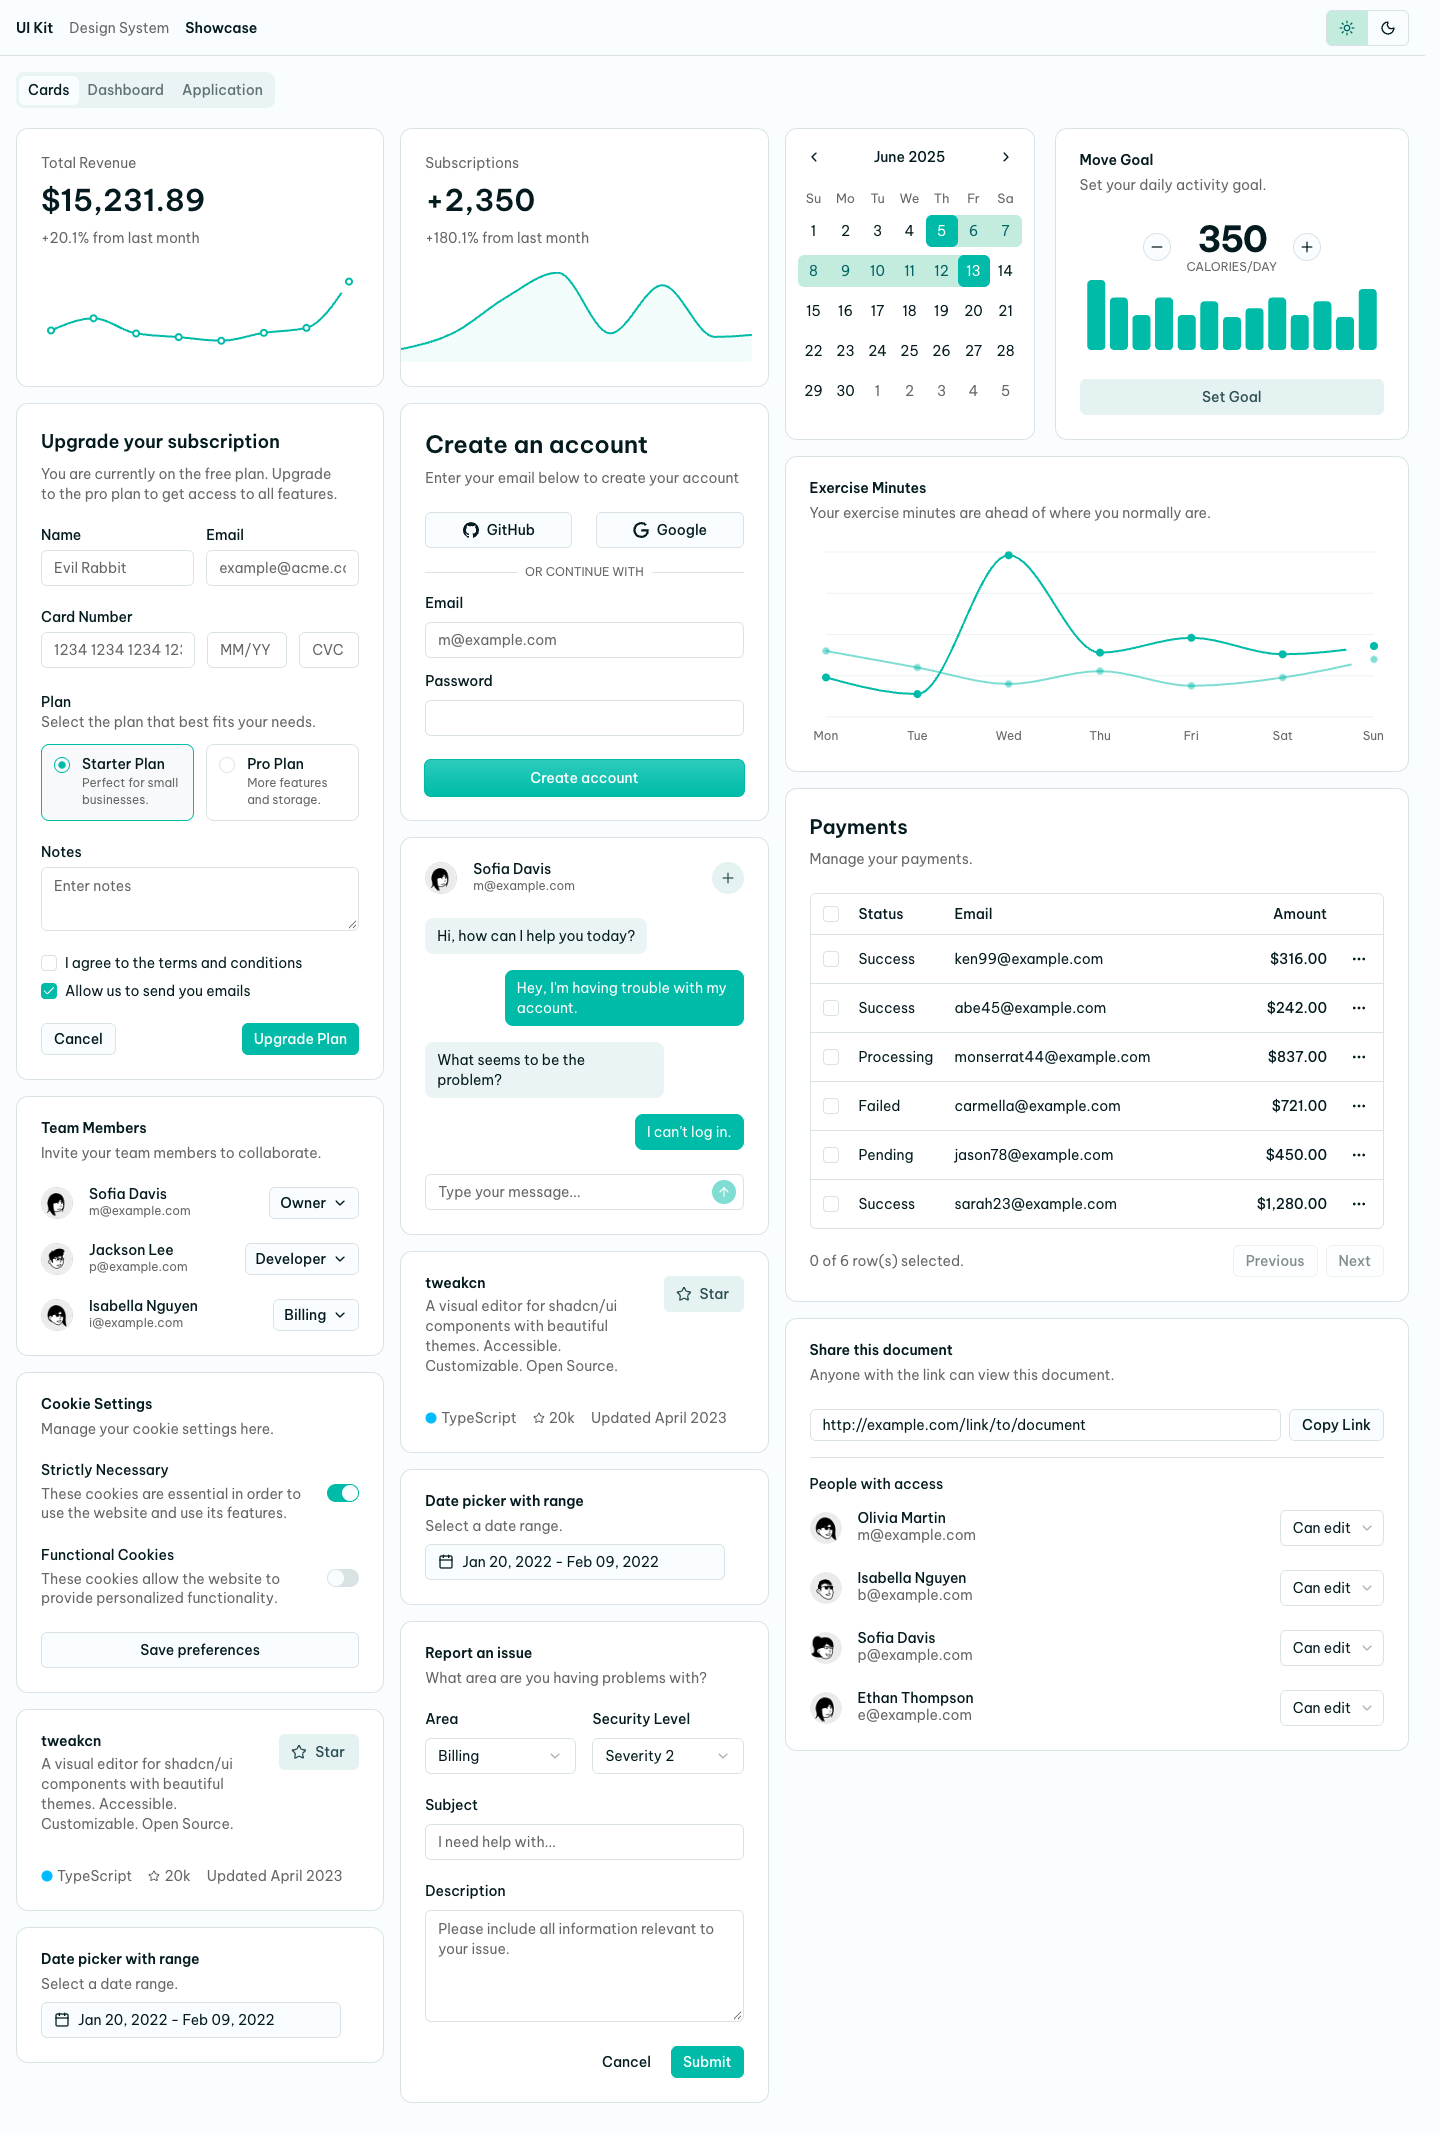 UI Kit Design System Showcase
Cards Dashboard Application
Total Revenue
$15,231.89
+20.1% from last month
Subscriptions
+2,350
+180.1% from last month
June 2025
Su Mo Tu We Th Fr Sa
1 2 3 4 5 6 7
8 9 10 11 12 13 14
15 16 17 18 19 20 21
22 23 24 25 26 27 28
29 30 1 2 3 4 5
Move Goal
Set your daily activity goal.
350
CALORIES/DAY
Set Goal
Upgrade your subscription
You are currently on the free plan. Upgrade
to the pro plan to get access to all features.
Name Email
Evil Rabbit example@acme.cc
Card Number
1234 1234 1234 12 MM/YY CVC
Plan
Select the plan that best fits your needs.
Starter Plan
Perfect for small
businesses.
Pro Plan
More features
and storage.
Notes
Enter notes
I agree to the terms and conditions
Allow us to send you emails
Cancel Upgrade Plan
Team Members
Invite your team members to collaborate.
Sofia Davis
m@example.com
Owner
Jackson Lee
p@example.com
Developer
Isabella Nguyen
i@example.com
Billing
Cookie Settings
Manage your cookie settings here.
Strictly Necessary
These cookies are essential in order to
use the website and use its features.
Functional Cookies
These cookies allow the website to
provide personalized functionality.
Save preferences
tweakcn
A visual editor for shadcn/ui
components with beautiful
themes. Accessible.
Customizable. Open Source.
Star
TypeScript 20k Updated April 2023
Date picker with range
Select a date range.
Jan 20, 2022 - Feb 09, 2022
Create an account
Enter your email below to create your account
GitHub Google
OR CONTINUE WITH
Email
m@example.com
Password
Create account
Sofia Davis
m@example.com
Hi, how can I help you today?
Hey, I'm having trouble with my
account.
What seems to be the
problem?
I can't log in.
Type your message...
tweakcn
A visual editor for shadcn/ui
components with beautiful
themes. Accessible.
Customizable. Open Source.
Star
TypeScript 20k Updated April 2023
Date picker with range
Select a date range.
Jan 20, 2022 - Feb 09, 2022
Report an issue
What area are you having problems with?
Area Security Level
Billing Severity 2
Subject
I need help with...
Description
Please include all information relevant to
your issue.
Cancel Submit
Exercise Minutes
Your exercise minutes are ahead of where you normally are.
Mon Tue Wed Thu Fri Sat Sun
Payments
Manage your payments.
Status Email Amount
Success ken99@example.com $316.00
Success abe45@example.com $242.00
Processing monserrat44@example.com $837.00
Failed carmella@example.com $721.00
Pending jason78@example.com $450.00
Success sarah23@example.com $1,280.00
0 of 6 row(s) selected. Previous Next
Share this document
Anyone with the link can view this document.
http://example.com/link/to/document Copy Link
People with access
Olivia Martin
m@example.com
Can edit
Isabella Nguyen
b@example.com
Can edit
Sofia Davis
p@example.com
Can edit
Ethan Thompson
e@example.com
Can edit